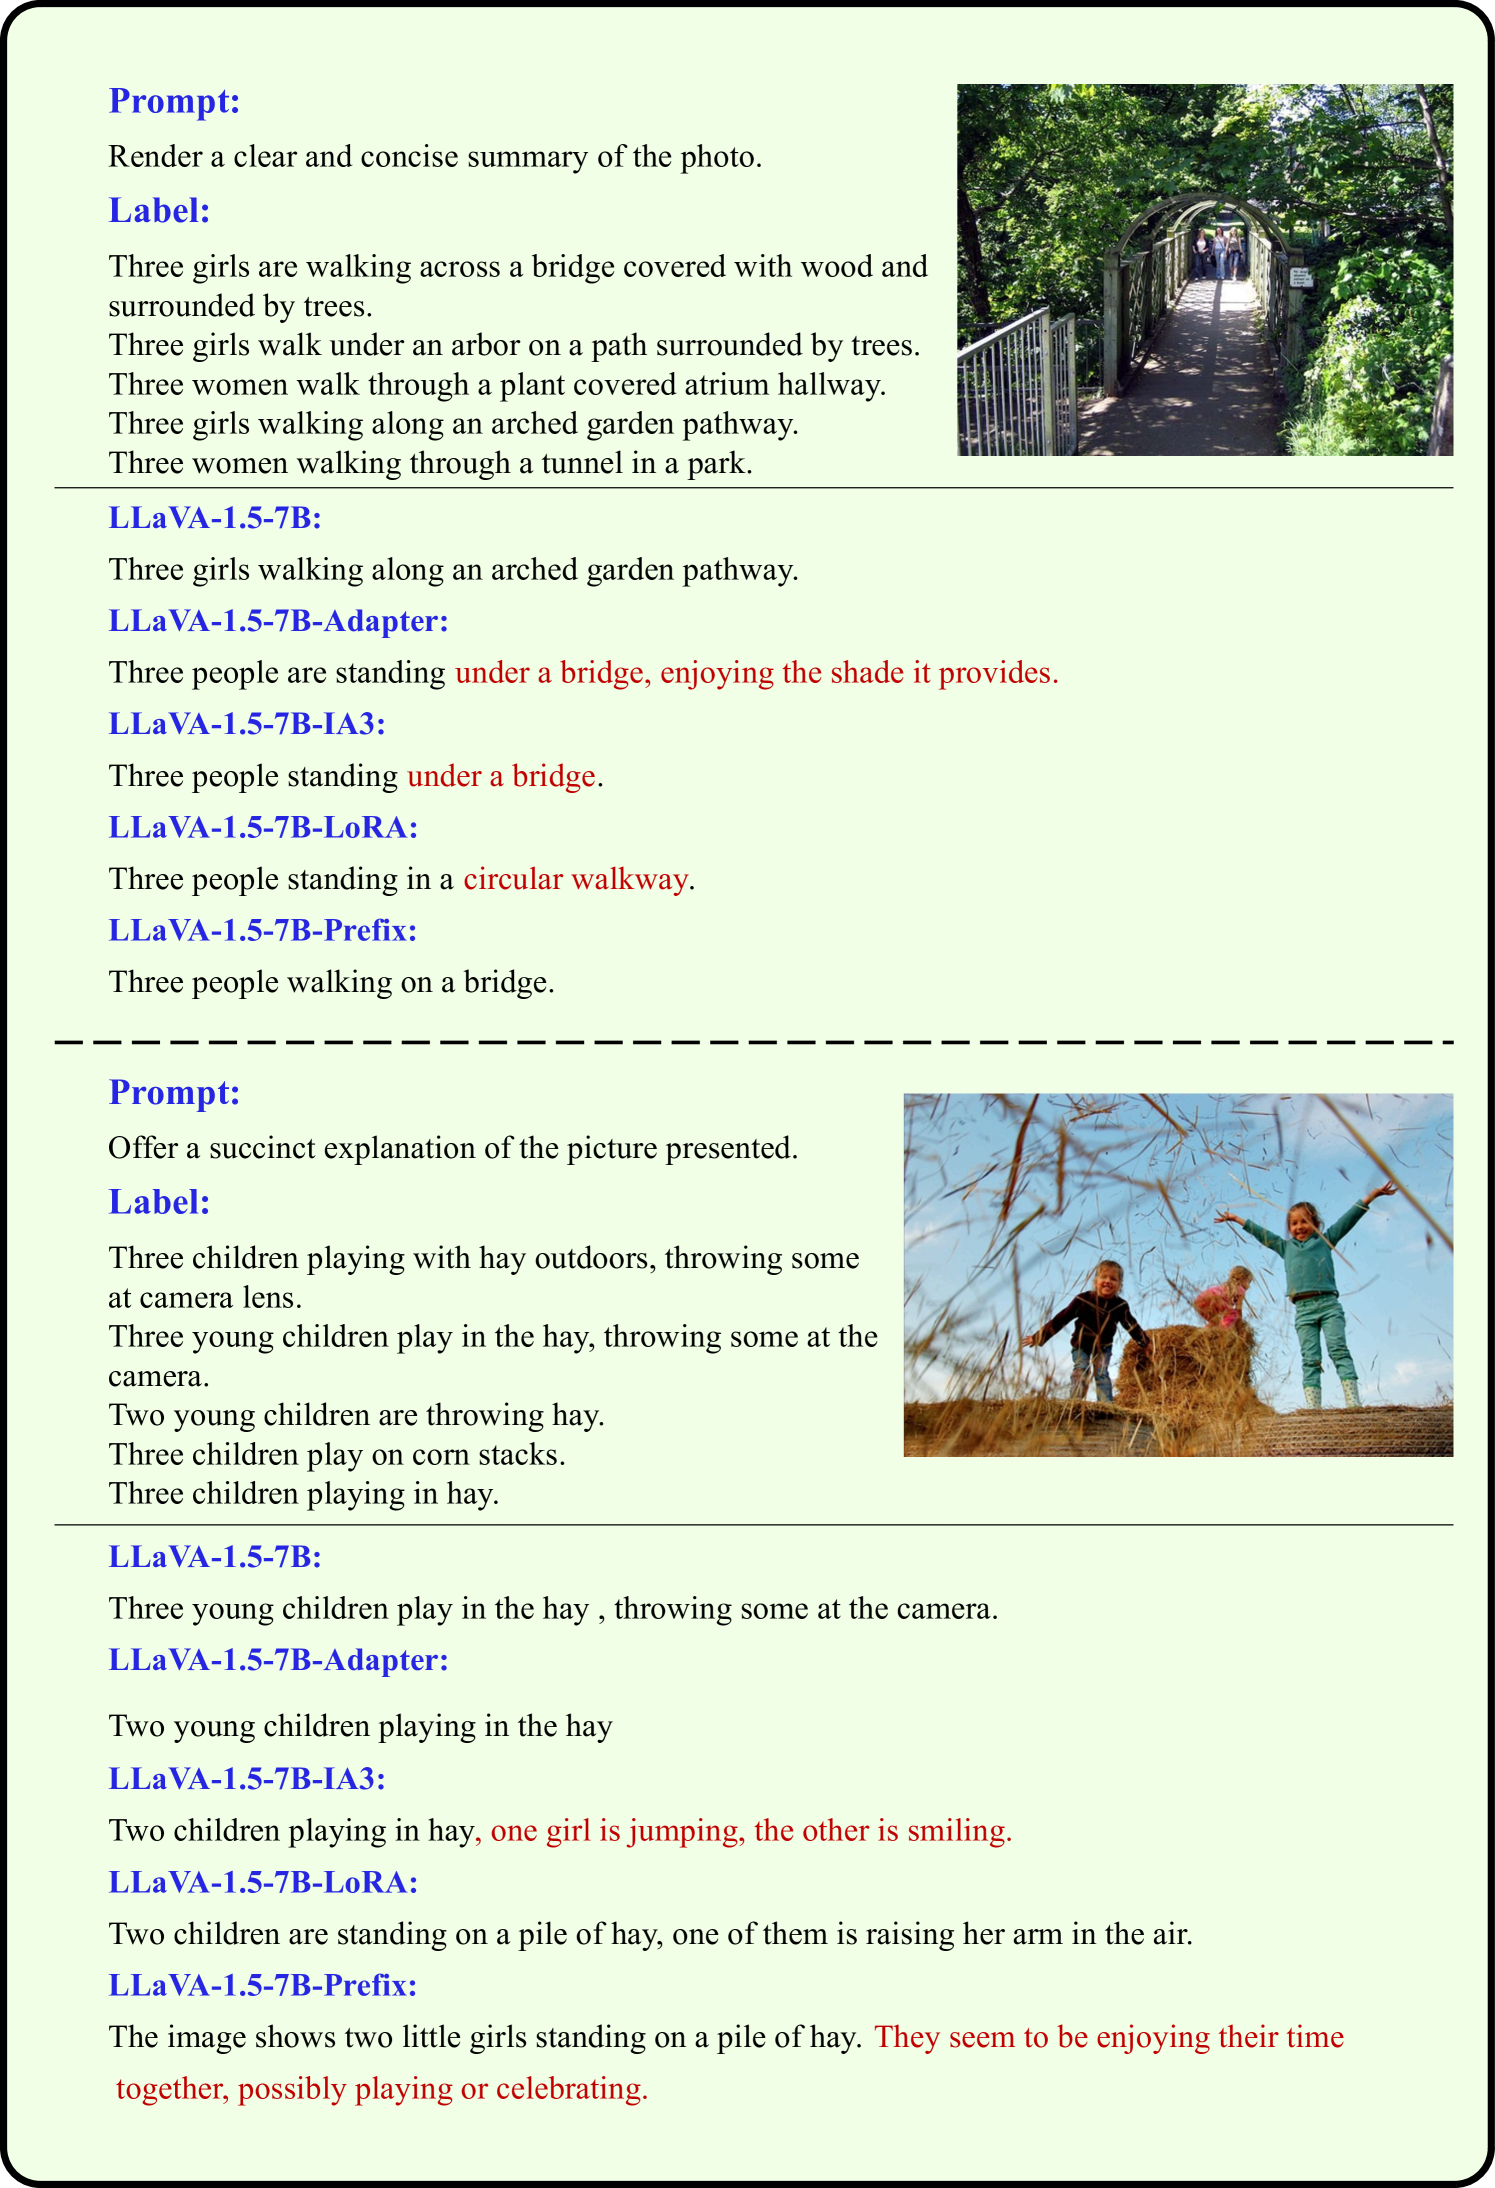 Prompt:
Render a clear and concise summary of the photo.
Label:
Three girls are walking across a bridge covered with wood and
surrounded by trees.
Three girls walk under an arbor on a path surrounded by trees.
Three women walk through a plant covered atrium hallway.
Three girls walking along an arched garden pathway.
Three women walking through a tunnel in a park.
LLaVA-1.5-7B:
Three girls walking along an arched garden pathway.
LLaVA-1.5-7B-Adapter:
Three people are standing under a bridge, enjoying the shade it provides.
LLaVA-1.5-7B-IA3:
Three people standing under a bridge.
LLaVA-1.5-7B-LoRA:
Three people standing in a circular walkway.
LLaVA-1.5-7B-Prefix:
Three people walking on a bridge.
Prompt:
Offer a succinct explanation of the picture presented.
Label:
Three children playing with hay outdoors, throwing some
at camera lens.
Three young children play in the hay, throwing some at the
camera.
Two young children are throwing hay.
Three children play on corn stacks.
Three children playing in hay.
LLaVA-1.5-7B:
Three young children play in the hay , throwing some at the camera.
LLaVA-1.5-7B-Adapter:
Two young children playing in the hay
LLaVA-1.5-7B-IA3:
Two children playing in hay, one girl is jumping, the other is smiling.
LLaVA-1.5-7B-LoRA:
Two children are standing on a pile of hay, one of them is raising her arm in the air.
LLaVA-1.5-7B-Prefix:
The image shows two little girls standing on a pile of hay. They seem to be enjoying their time
together, possibly playing or celebrating.